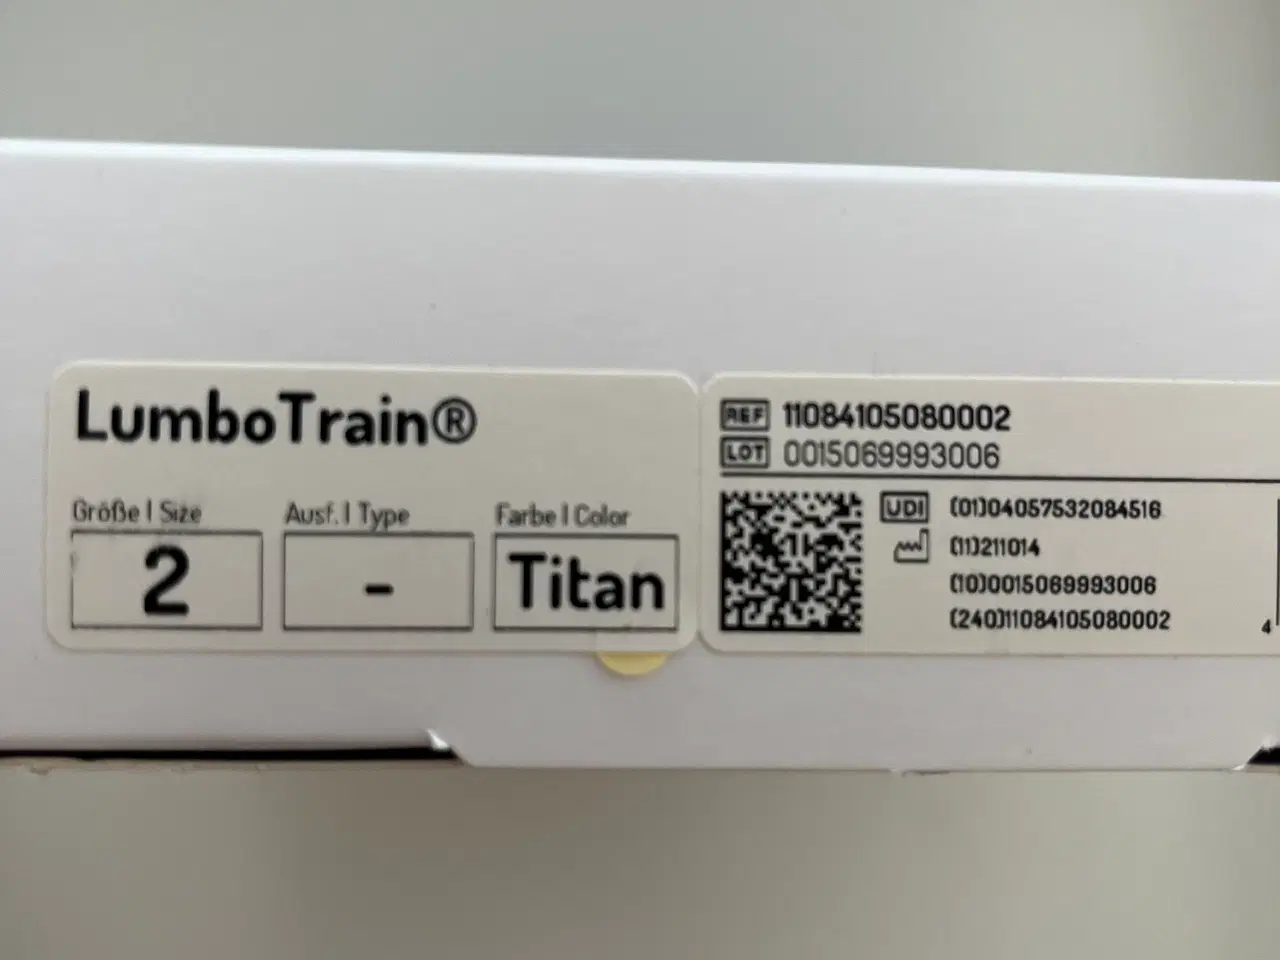 LumboTrain®
Größe | Size
Ausf. | Type
Farbe | Color
2
-
Titan
REF 11084105080002
LOT 0015069993006
UDI (01)04057532084516
(11)211014
(10)0015069993006
(240)11084105080002
4